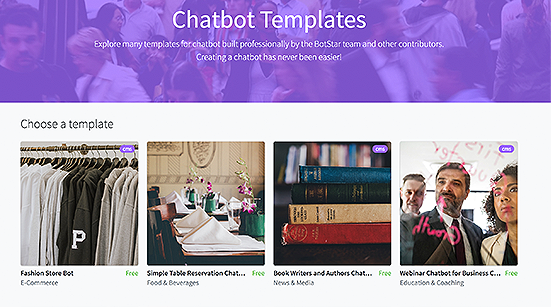 Chatbot Templates
Explore many templates for chatbot built professionally by the BotStar team and other contributors.
Creating a chatbot has never been easier!
Choose a template
cms
P
cms
cms
Fashion Store Bot Free
E-Commerce
Simple Table Reservation Chat... Free
Food & Beverages
Book Writers and Authors Chat... Free
News & Media
Webinar Chatbot for Business C... Free
Education & Coaching